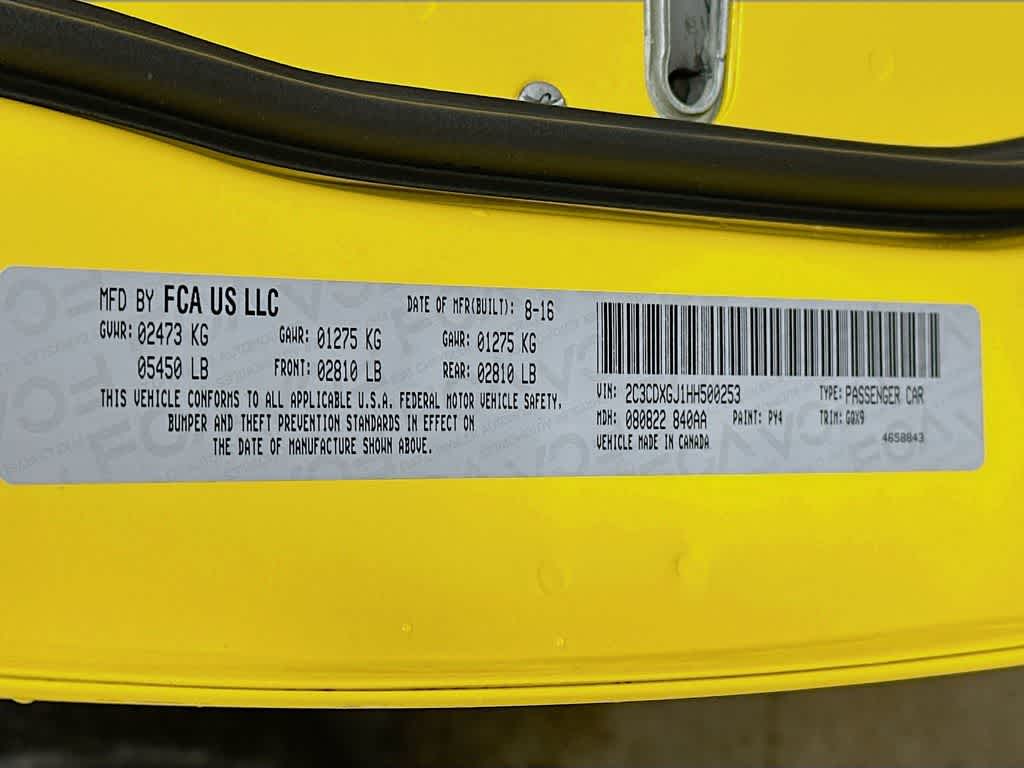 MFD BY FCA US LLC DATE OF MFR(BUILT): 8-16
GVWR: 02473 KG GAWR: 01275 KG GAWR: 01275 KG
05450 LB FRONT: 02810 LB REAR: 02810 LB
THIS VEHICLE CONFORMS TO ALL APPLICABLE U.S.A. FEDERAL MOTOR VEHICLE SAFETY,
BUMPER AND THEFT PREVENTION STANDARDS IN EFFECT ON
THE DATE OF MANUFACTURE SHOWN ABOVE.
VIN: 2C3CDXGJ1HH500253 TYPE: PASSENGER CAR
MDH: 080822 840AA PAINT: PY4 TRIM: GQX9
VEHICLE MADE IN CANADA
4658843